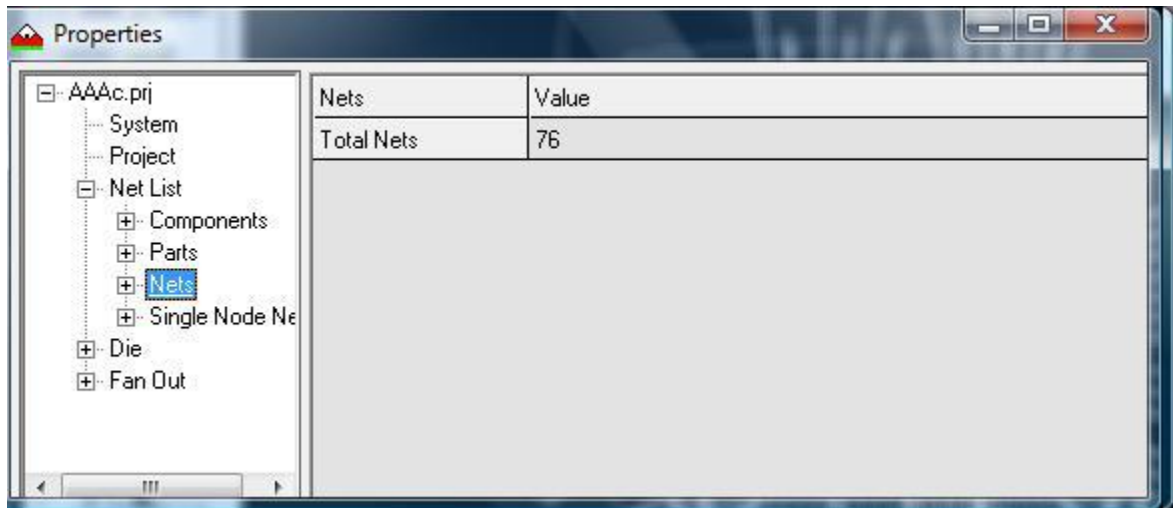 Properties
AAAc.prj
System
Project
Net List
Components
Parts
Nets
Single Node Ne
Die
Fan Out
Nets Value
Total Nets 76